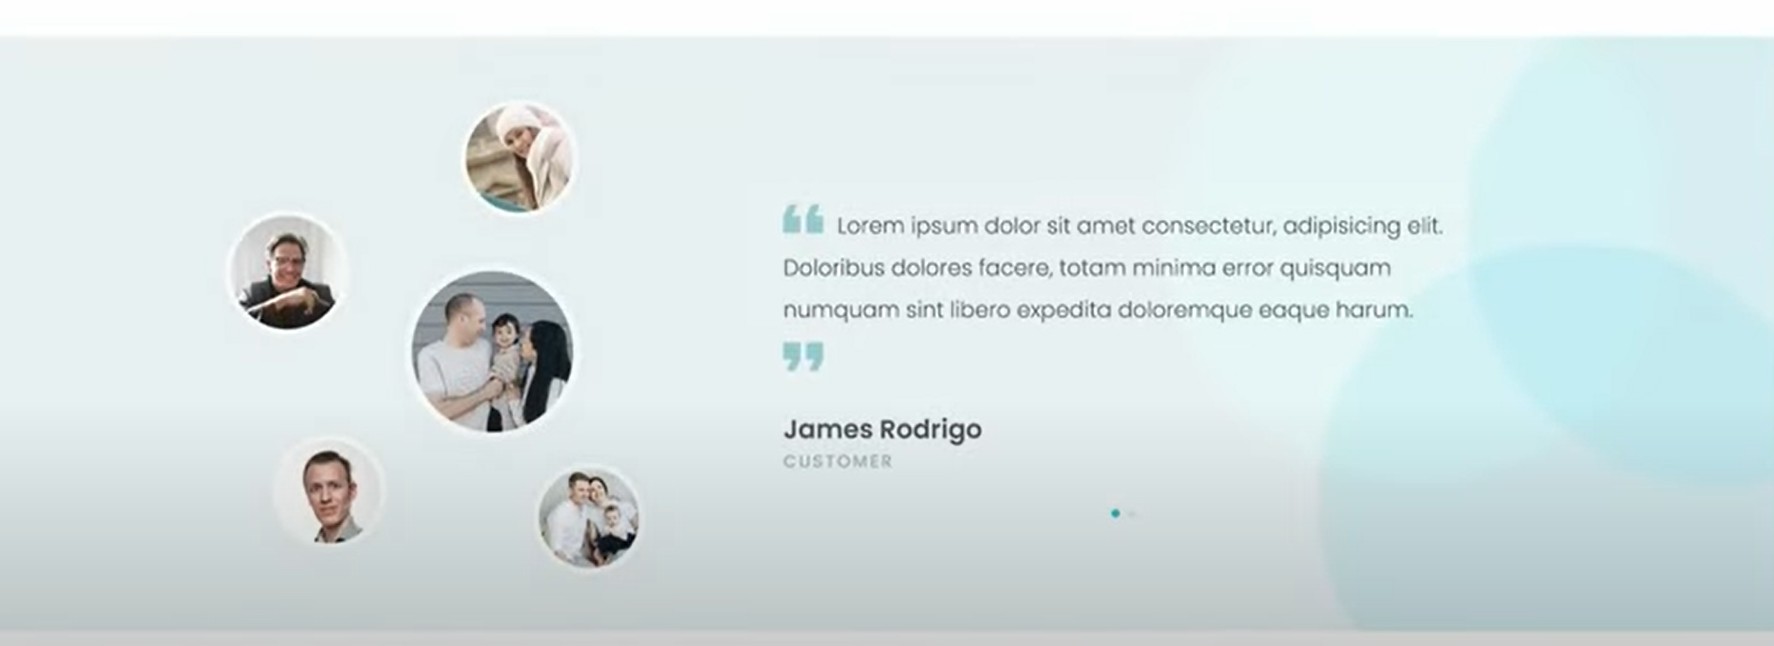 “ Lorem ipsum dolor sit amet consectetur, adipisicing elit.
Doloribus dolores facere, totam minima error quisquam
numquam sint libero expedita doloremque eaque harum.
”
James Rodrigo
CUSTOMER